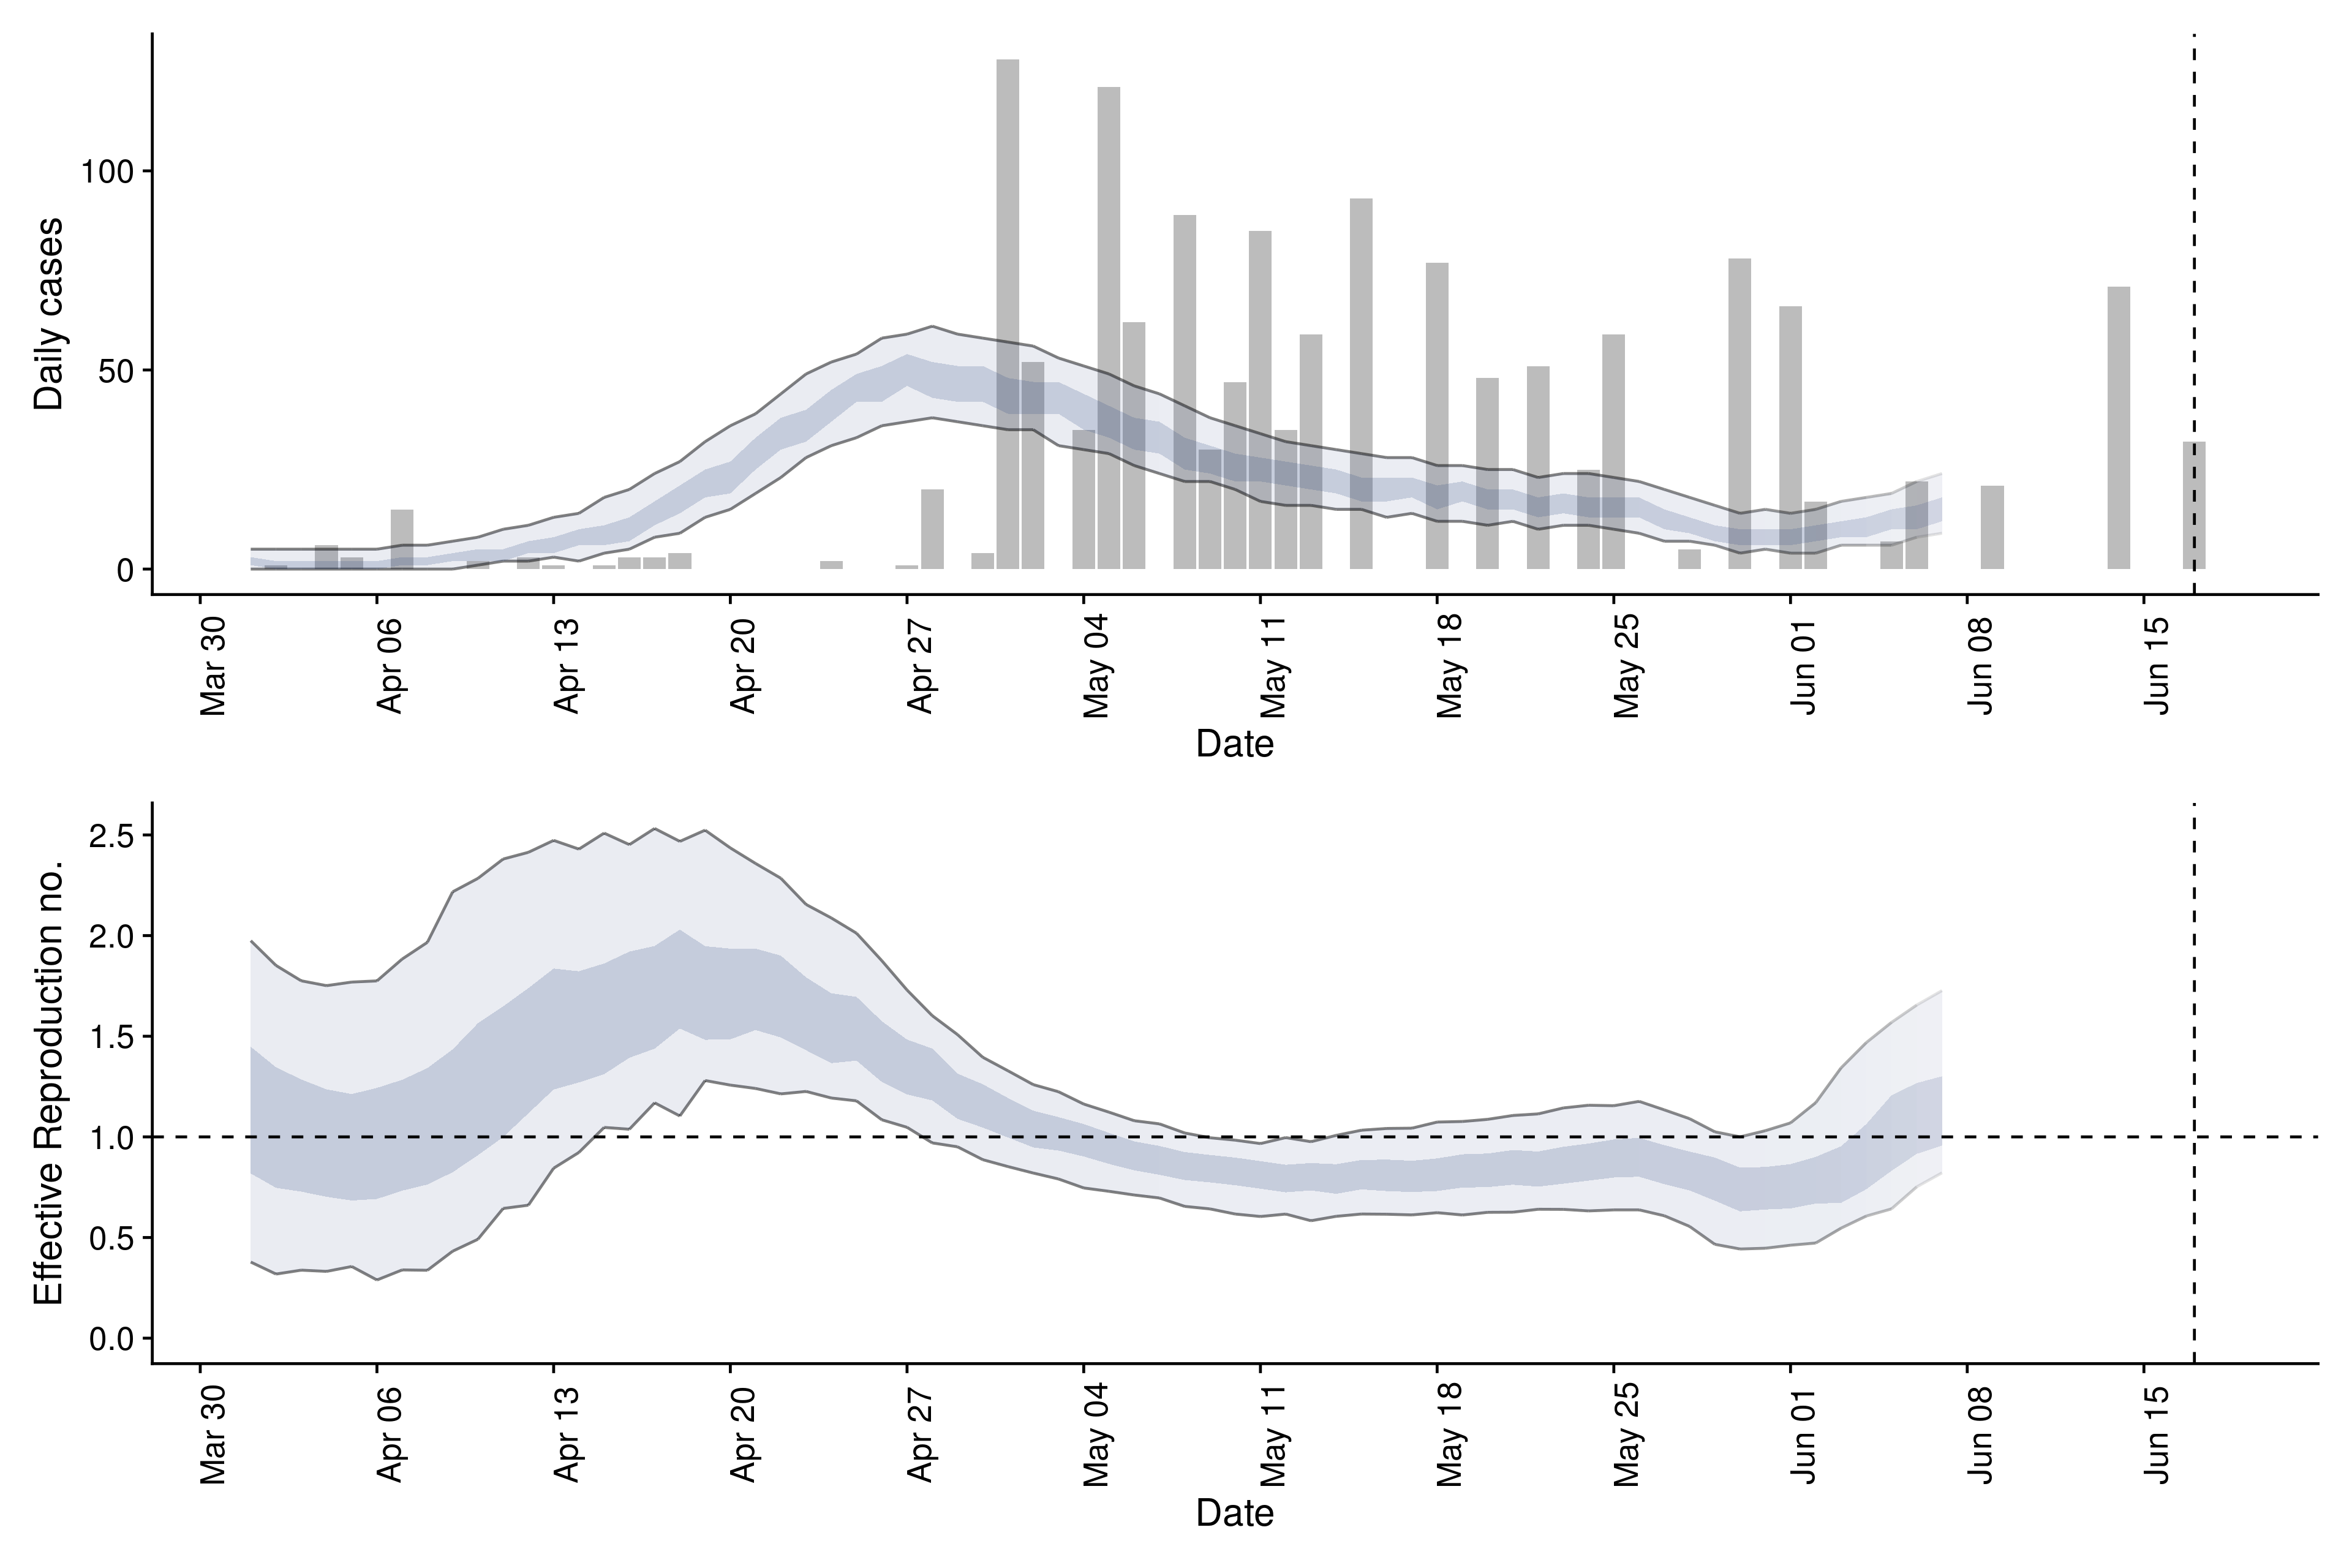 Daily cases
100
50
0
Mar 30
Apr 06
Apr 13
Apr 20
Apr 27
May 04
May 11
May 18
May 25
Jun 01
Jun 08
Jun 15
Date
Effective Reproduction no.
2.5
2.0
1.5
1.0
0.5
0.0
Mar 30
Apr 06
Apr 13
Apr 20
Apr 27
May 04
May 11
May 18
May 25
Jun 01
Jun 08
Jun 15
Date